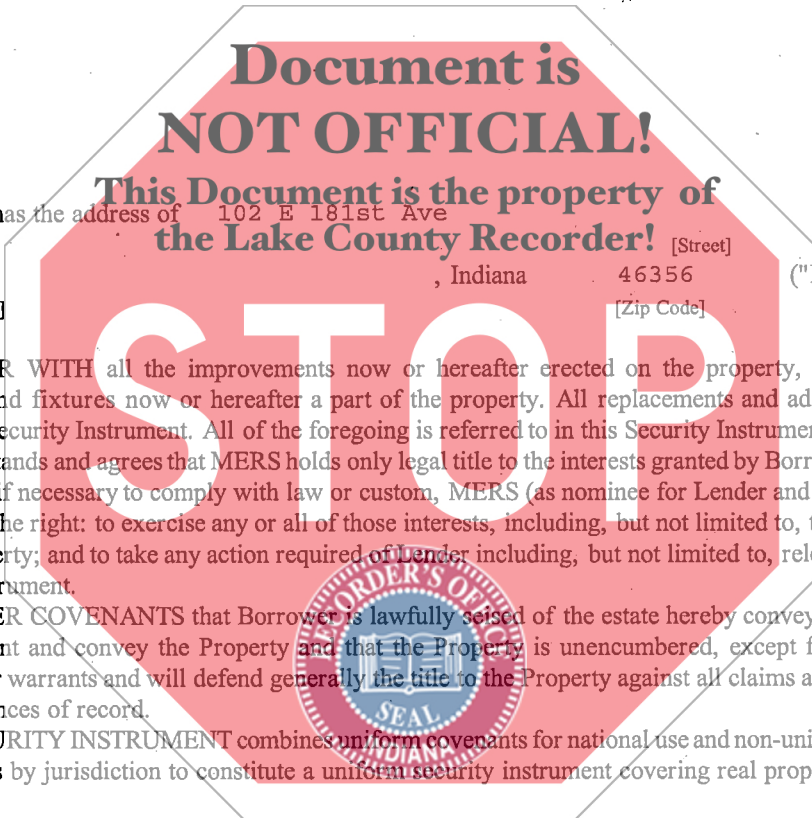 Document is
NOT OFFICIAL!
This Document is the property of
as the address of 102 E 181st Ave
the Lake County Recorder! [Street]
, Indiana 46356 ("
] [Zip Code]
STOP
R WITH all the improvements now or hereafter erected on the property,
d fixtures now or hereafter a part of the property. All replacements and ad
ecurity Instrument. All of the foregoing is referred to in this Security Instrumen
ands and agrees that MERS holds only legal title to the interests granted by Borr
if necessary to comply with law or custom, MERS (as nominee for Lender and
he right: to exercise any or all of those interests, including, but not limited to,
rty; and to take any action required of Lender including, but not limited to, rel
rument.
ER COVENANTS that Borrower is lawfully seised of the estate hereby convey
nt and convey the Property and that the Property is unencumbered, except f
warrants and will defend generally the title to the Property against all claims a
nces of record.
URITY INSTRUMENT combines uniform covenants for national use and non-uni
s by jurisdiction to constitute a uniform security instrument covering real prop
RECORDER'S OFFICE
SEAL
INDIANA